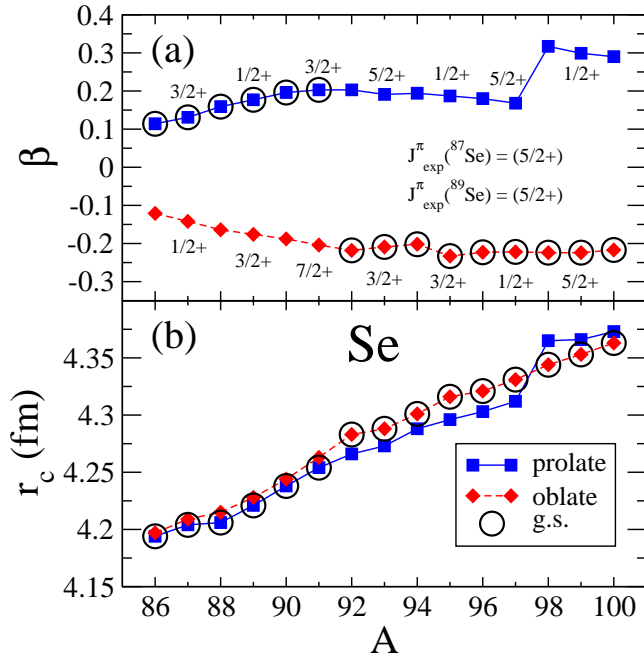 0.4
(a)
0.3
3/2+
1/2+
3/2+
5/2+
1/2+
5/2+
1/2+
0.2
0.1
β
0
J^π_exp(^87Se) = (5/2+)
J^π_exp(^89Se) = (5/2+)
-0.1
-0.2
1/2+
3/2+
7/2+
3/2+
3/2+
1/2+
5/2+
-0.3
(b)
Se
4.35
4.3
r_c (fm)
4.25
prolate
oblate
g.s.
4.2
4.15
86 88 90 92 94 96 98 100
A